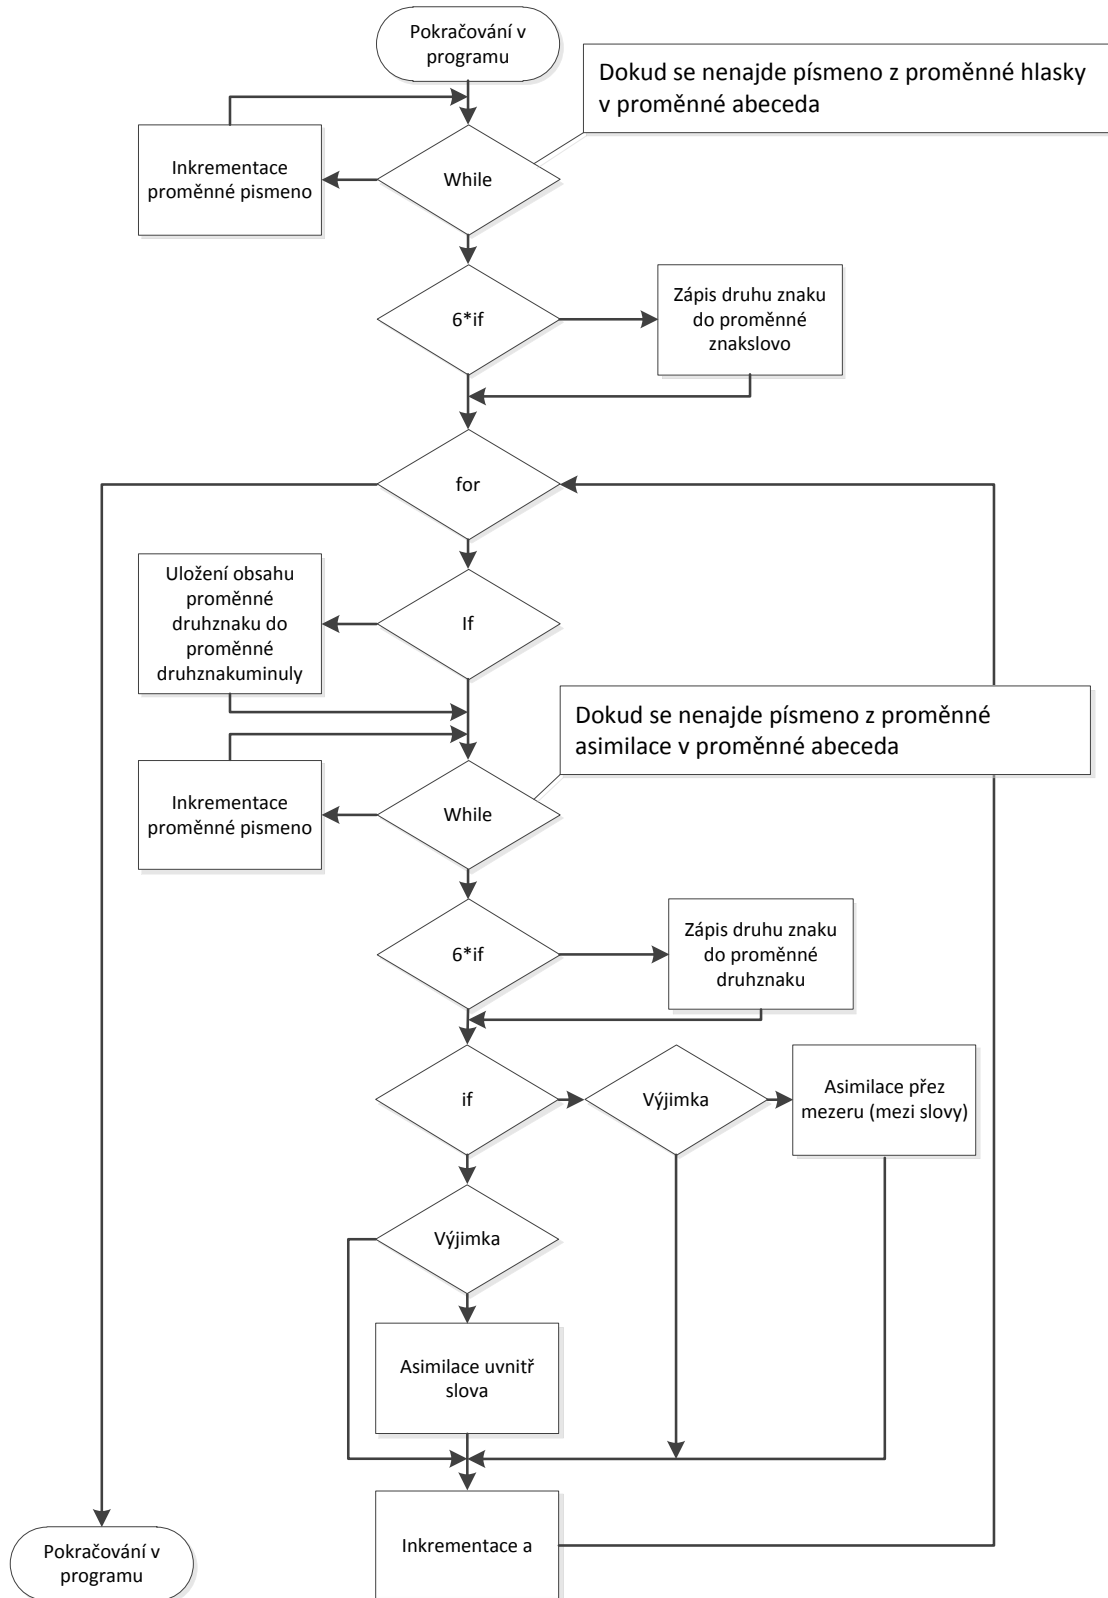 Pokračování v
programu
Dokud se nenajde písmeno z proměnné hlasky
v proměnné abeceda
Inkrementace
proměnné pismeno
While
6*if
Zápis druhu znaku
do proměnné
znakslovo
for
Uložení obsahu
proměnné
druhznaku do
proměnné
druhznakuminuly
If
Dokud se nenajde písmeno z proměnné
asimilace v proměnné abeceda
Inkrementace
proměnné pismeno
While
6*if
Zápis druhu znaku
do proměnné
druhznaku
if
Výjimka
Asimilace přez
mezeru (mezi slovy)
Výjimka
Asimilace uvnitř
slova
Inkrementace a
Pokračování v
programu